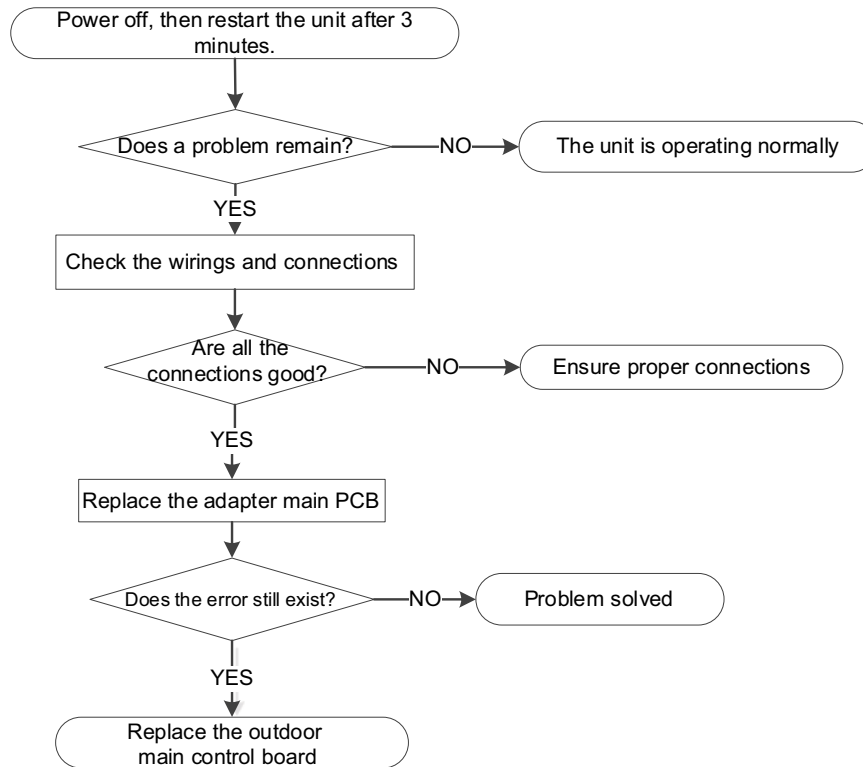 Power off, then restart the unit after 3
minutes.
Does a problem remain?
NO
The unit is operating normally
YES
Check the wirings and connections
Are all the
connections good?
NO
Ensure proper connections
YES
Replace the adapter main PCB
Does the error still exist?
NO
Problem solved
YES
Replace the outdoor
main control board